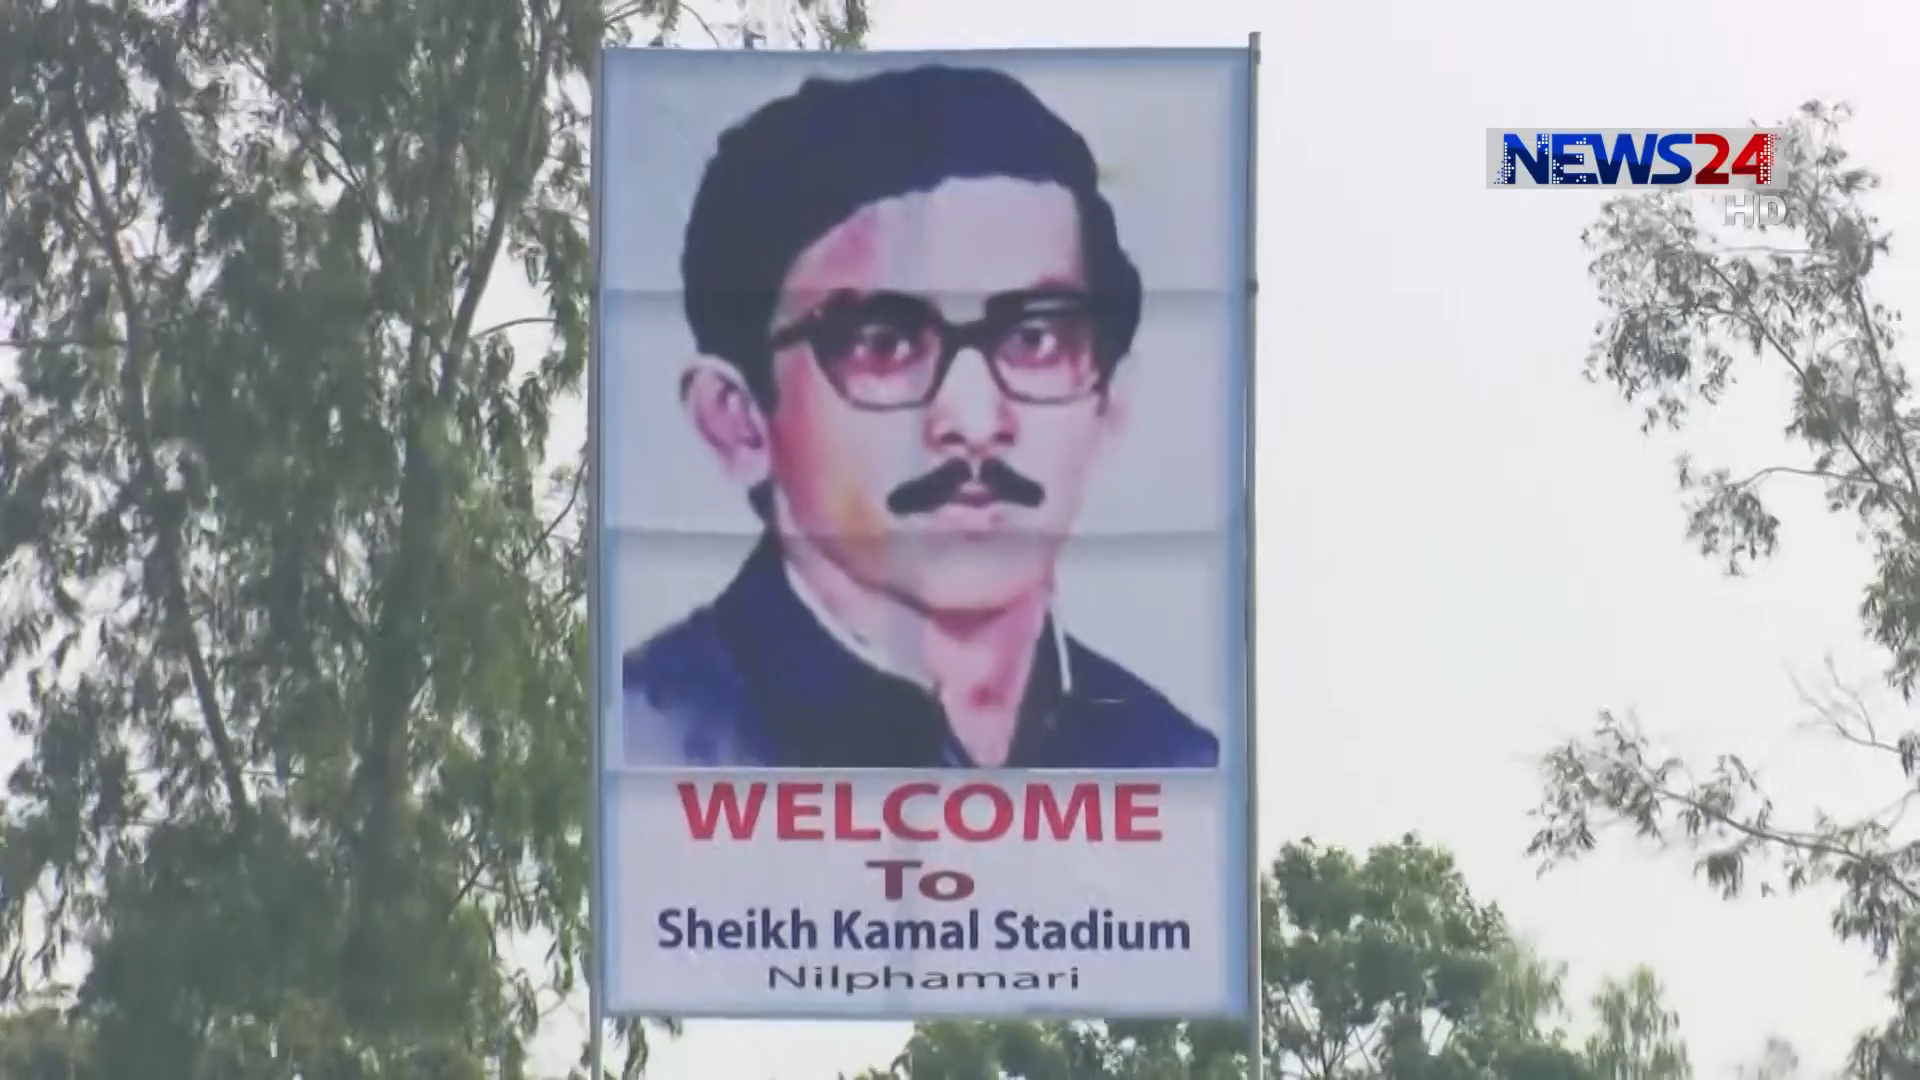 NEWS24
HD
WELCOME
To
Sheikh Kamal Stadium
Nilphamari